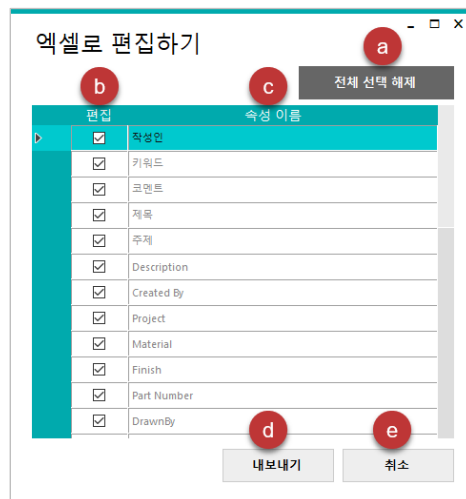 엑셀로 편집하기
a
전체 선택 해제
b
c
편집 속성 이름
작성인
키워드
코멘트
제목
주제
Description
Created By
Project
Material
Finish
Part Number
DrawnBy
d
e
내보내기 취소